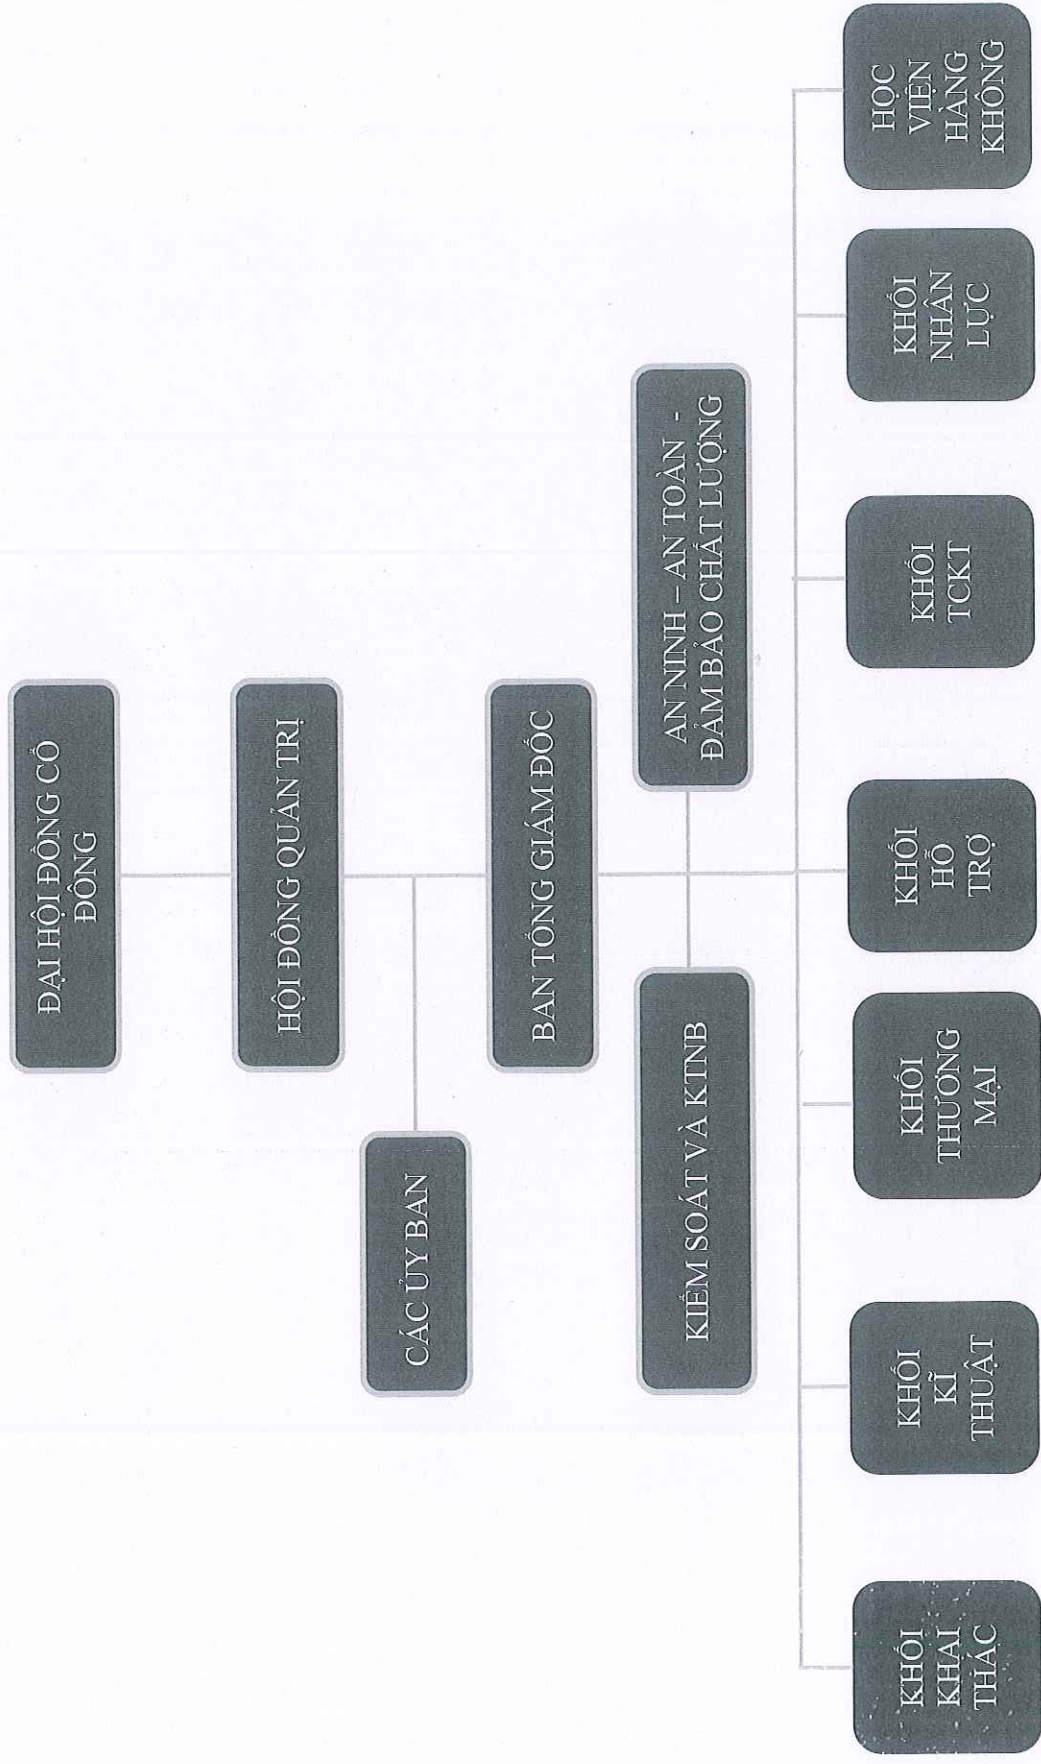 ĐẠI HỘI ĐỒNG CỔ
ĐÔNG
HỘI ĐỒNG QUẢN TRỊ
CÁC ỦY BAN
BAN TỔNG GIÁM ĐỐC
KIỂM SOÁT VÀ KTNB
AN NINH – AN TOÀN -
ĐẢM BẢO CHẤT LƯỢNG
KHỐI
KHAI
THÁC
KHỐI
KĨ
THUẬT
KHỐI
THƯƠNG
MẠI
KHỐI
HỖ
TRỢ
KHỐI
TCKT
KHỐI
NHÂN
LỰC
HỌC
VIỆN
HÀNG
KHÔNG